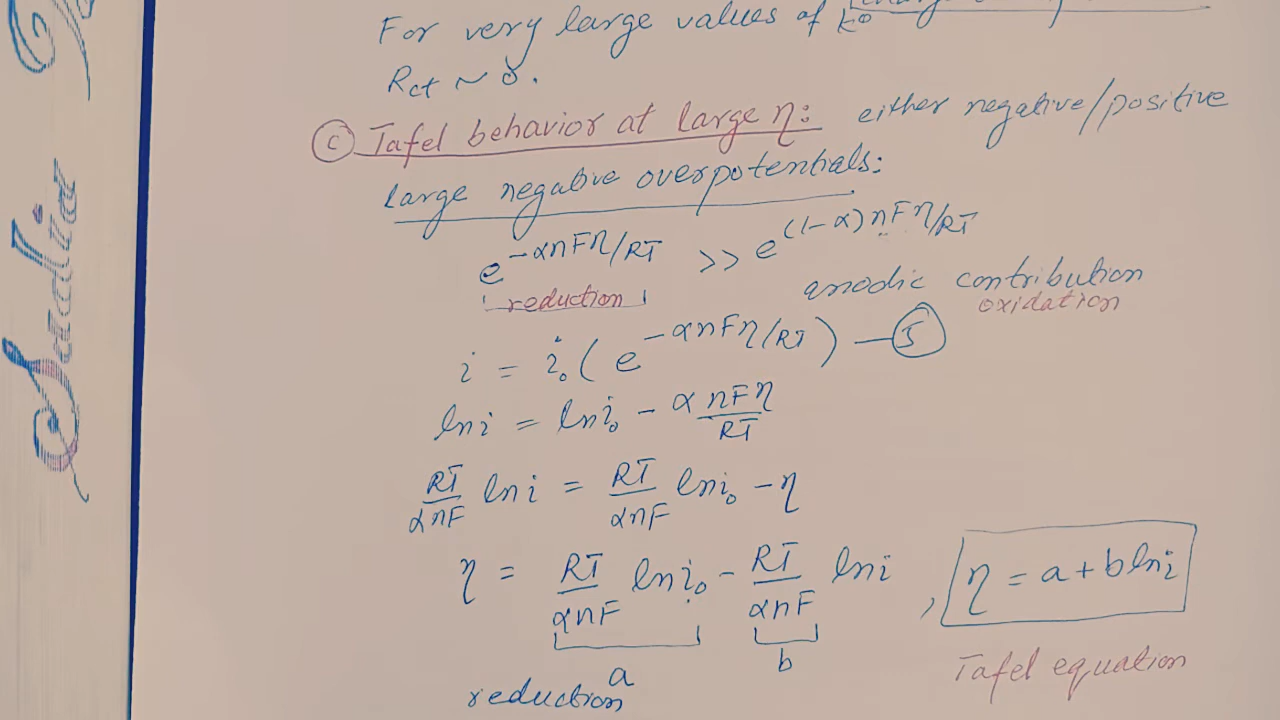 For very large values of k°
Rct ~ 0.
(c) Tafel behavior at large η: either negative/positive
large negative overpotentials:
e^-αnFη/RT >> e^(1-α)nFη/RT
reduction anodic contribution
oxidation
i = i₀( e^-αnFη/RT ) — (5)
ln i = ln i₀ - α nFη/RT
RT/αnF ln i = RT/αnF ln i₀ - η
η = RT/αnF ln i₀ - RT/αnF ln i , η = a + b ln i
a b
reduction Tafel equation
Sadia